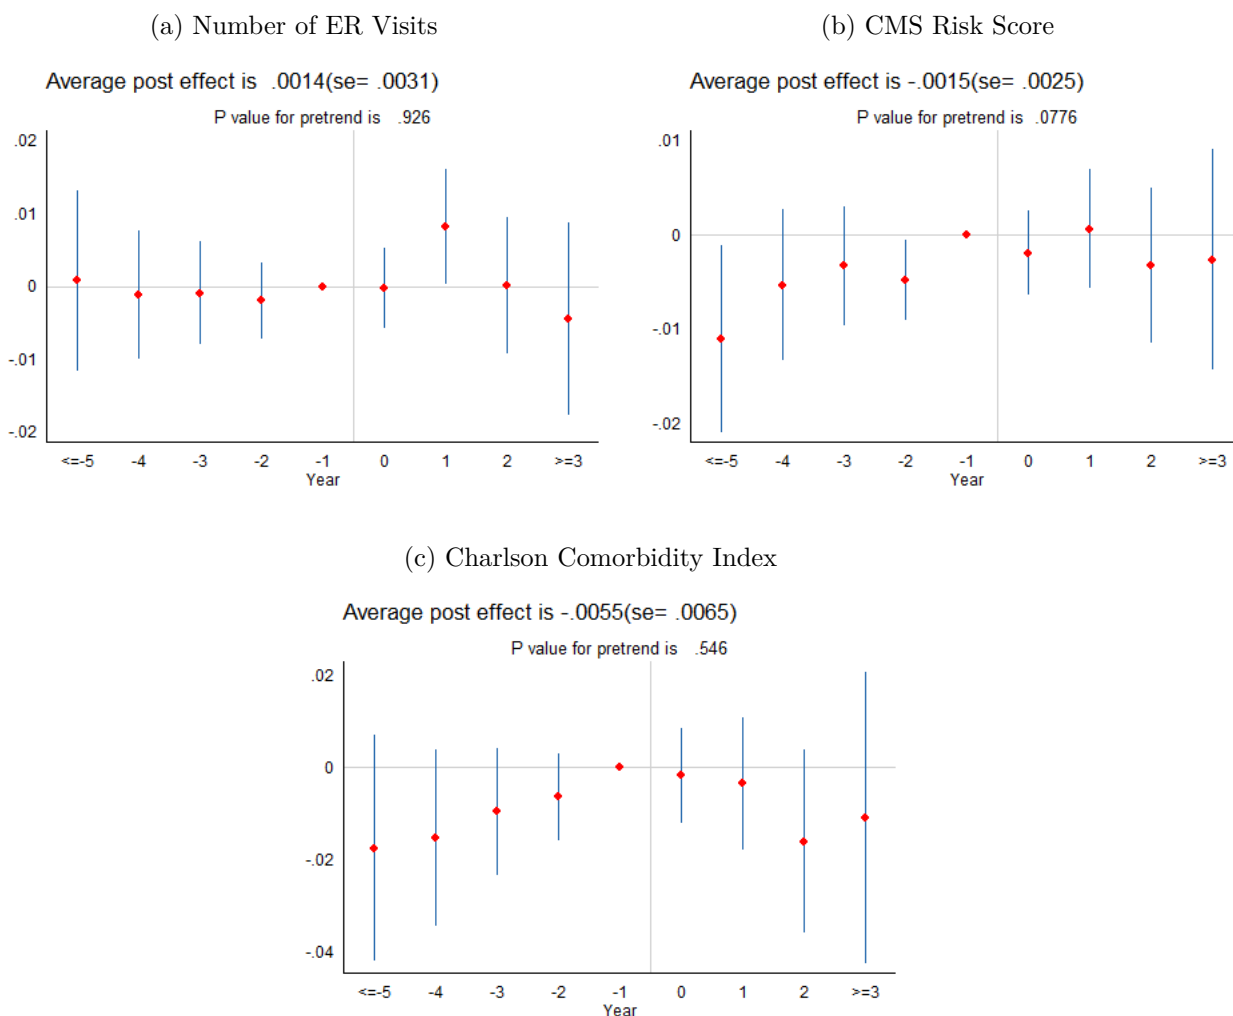 (a) Number of ER Visits
Average post effect is .0014(se= .0031)
P value for pretrend is .926
.02
.01
0
-.01
-.02
<=-5 -4 -3 -2 -1 0 1 2 >=3
Year
(b) CMS Risk Score
Average post effect is -.0015(se= .0025)
P value for pretrend is .0776
.01
0
-.01
-.02
<=-5 -4 -3 -2 -1 0 1 2 >=3
Year
(c) Charlson Comorbidity Index
Average post effect is -.0055(se= .0065)
P value for pretrend is .546
.02
0
-.02
-.04
<=-5 -4 -3 -2 -1 0 1 2 >=3
Year